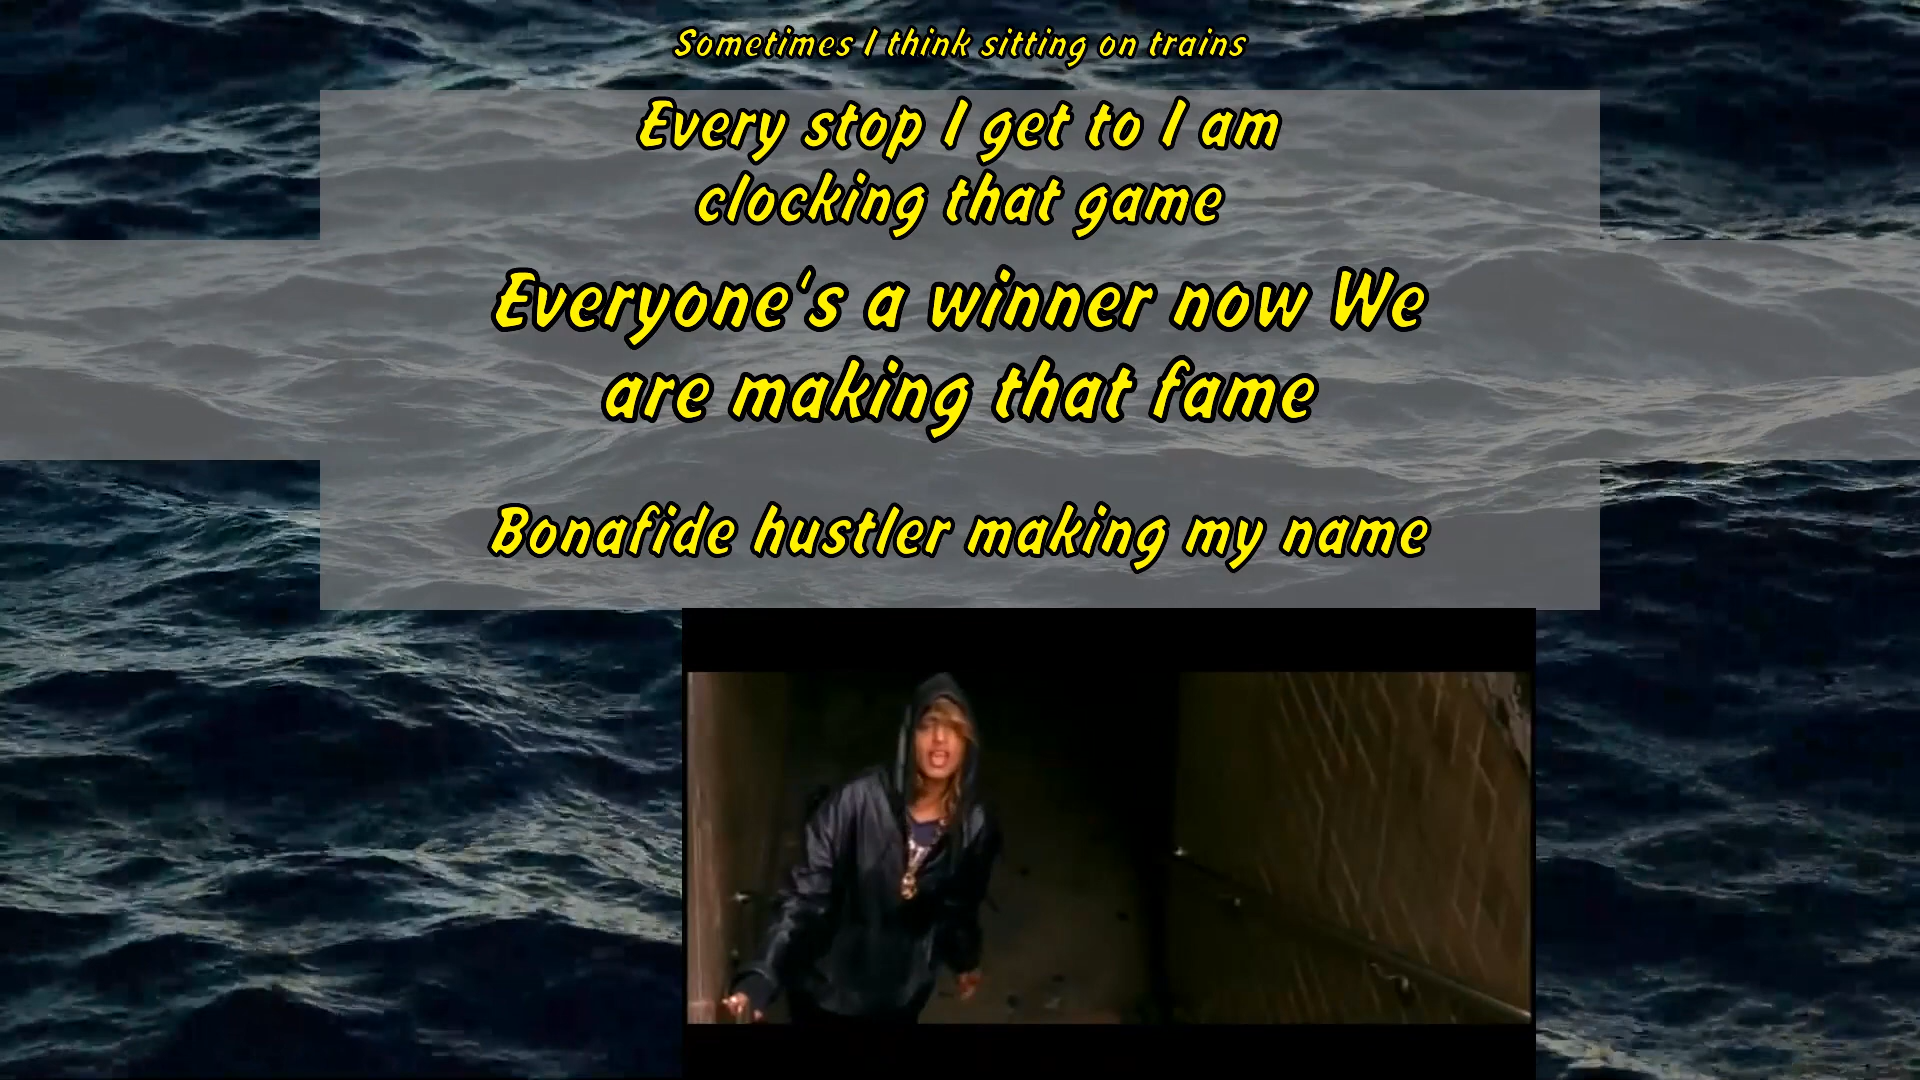 Sometimes I think sitting on trains
Every stop I get to I am
clocking that game
Everyone's a winner now We
are making that fame
Bonafide hustler making my name